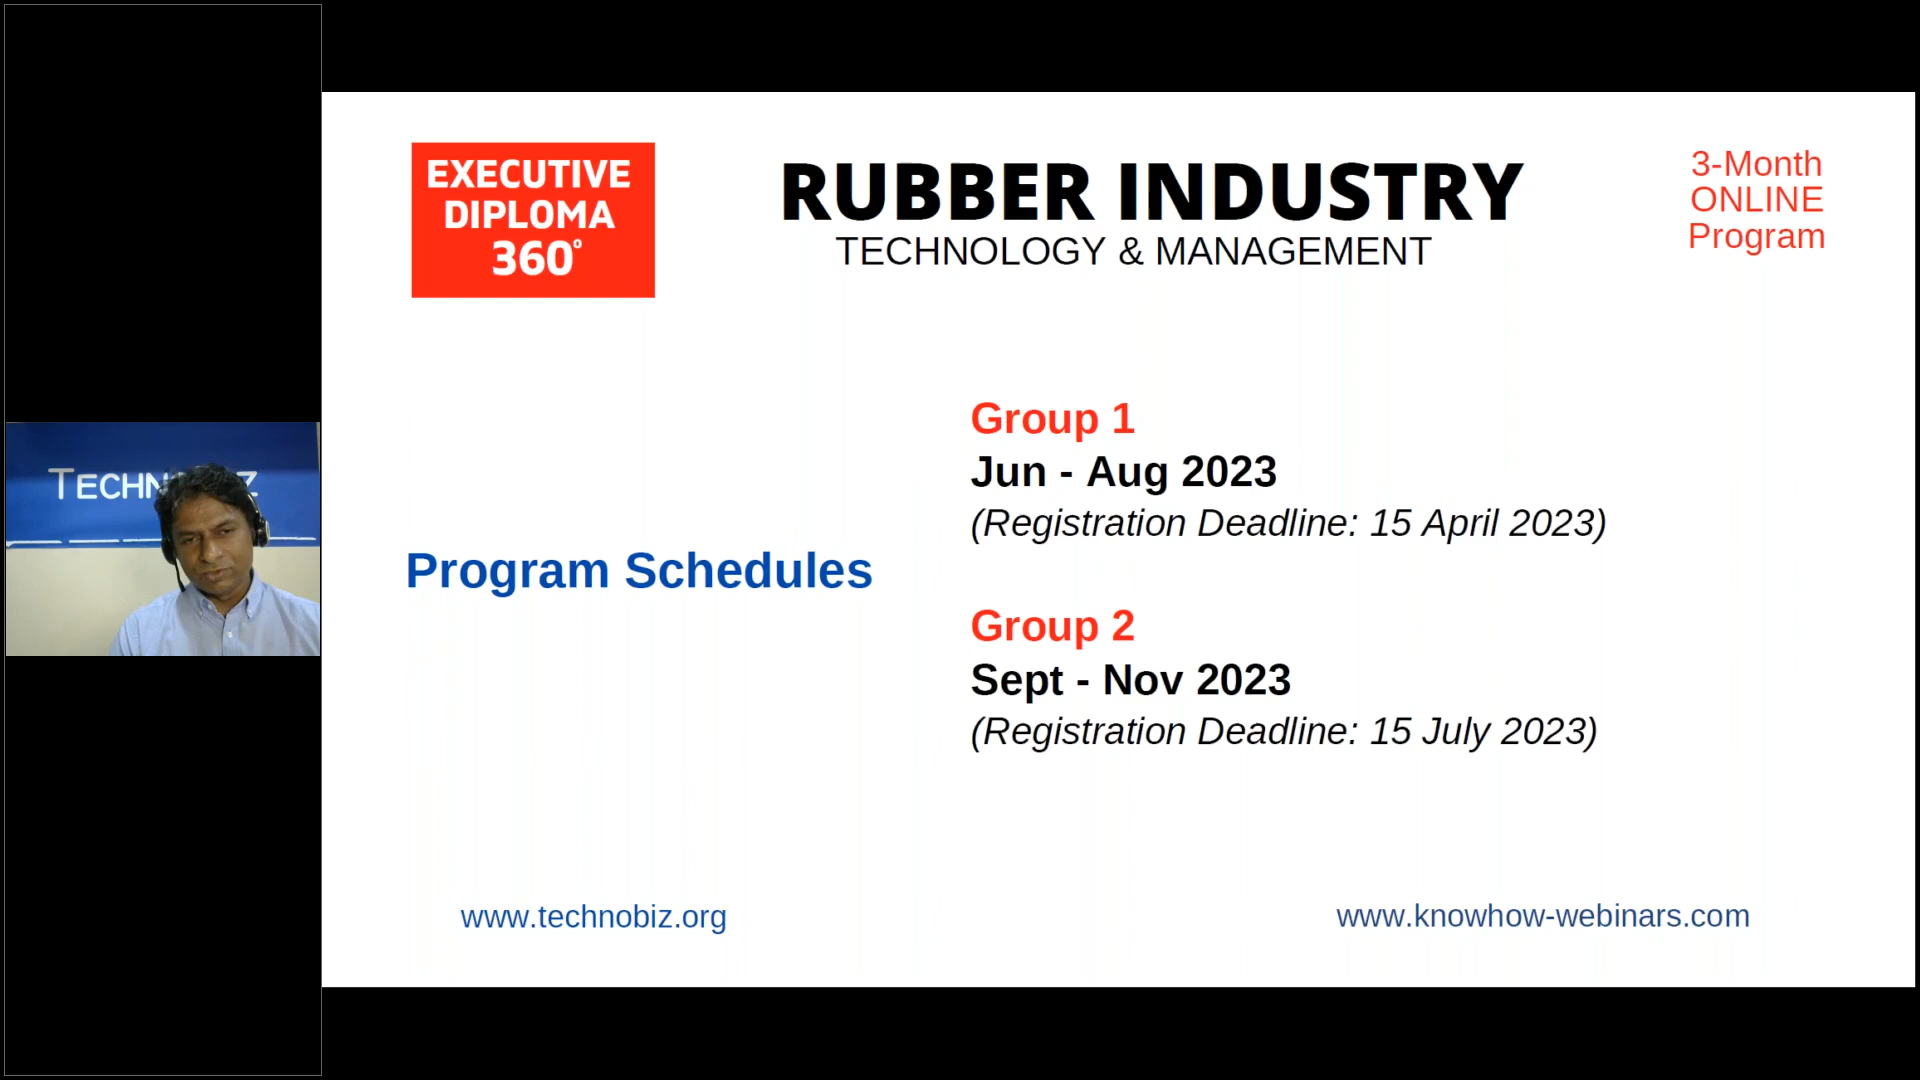 EXECUTIVE
DIPLOMA
360°
RUBBER INDUSTRY
TECHNOLOGY & MANAGEMENT
3-Month
ONLINE
Program
Program Schedules
Group 1
Jun - Aug 2023
(Registration Deadline: 15 April 2023)
Group 2
Sept - Nov 2023
(Registration Deadline: 15 July 2023)
www.technobiz.org
www.knowhow-webinars.com